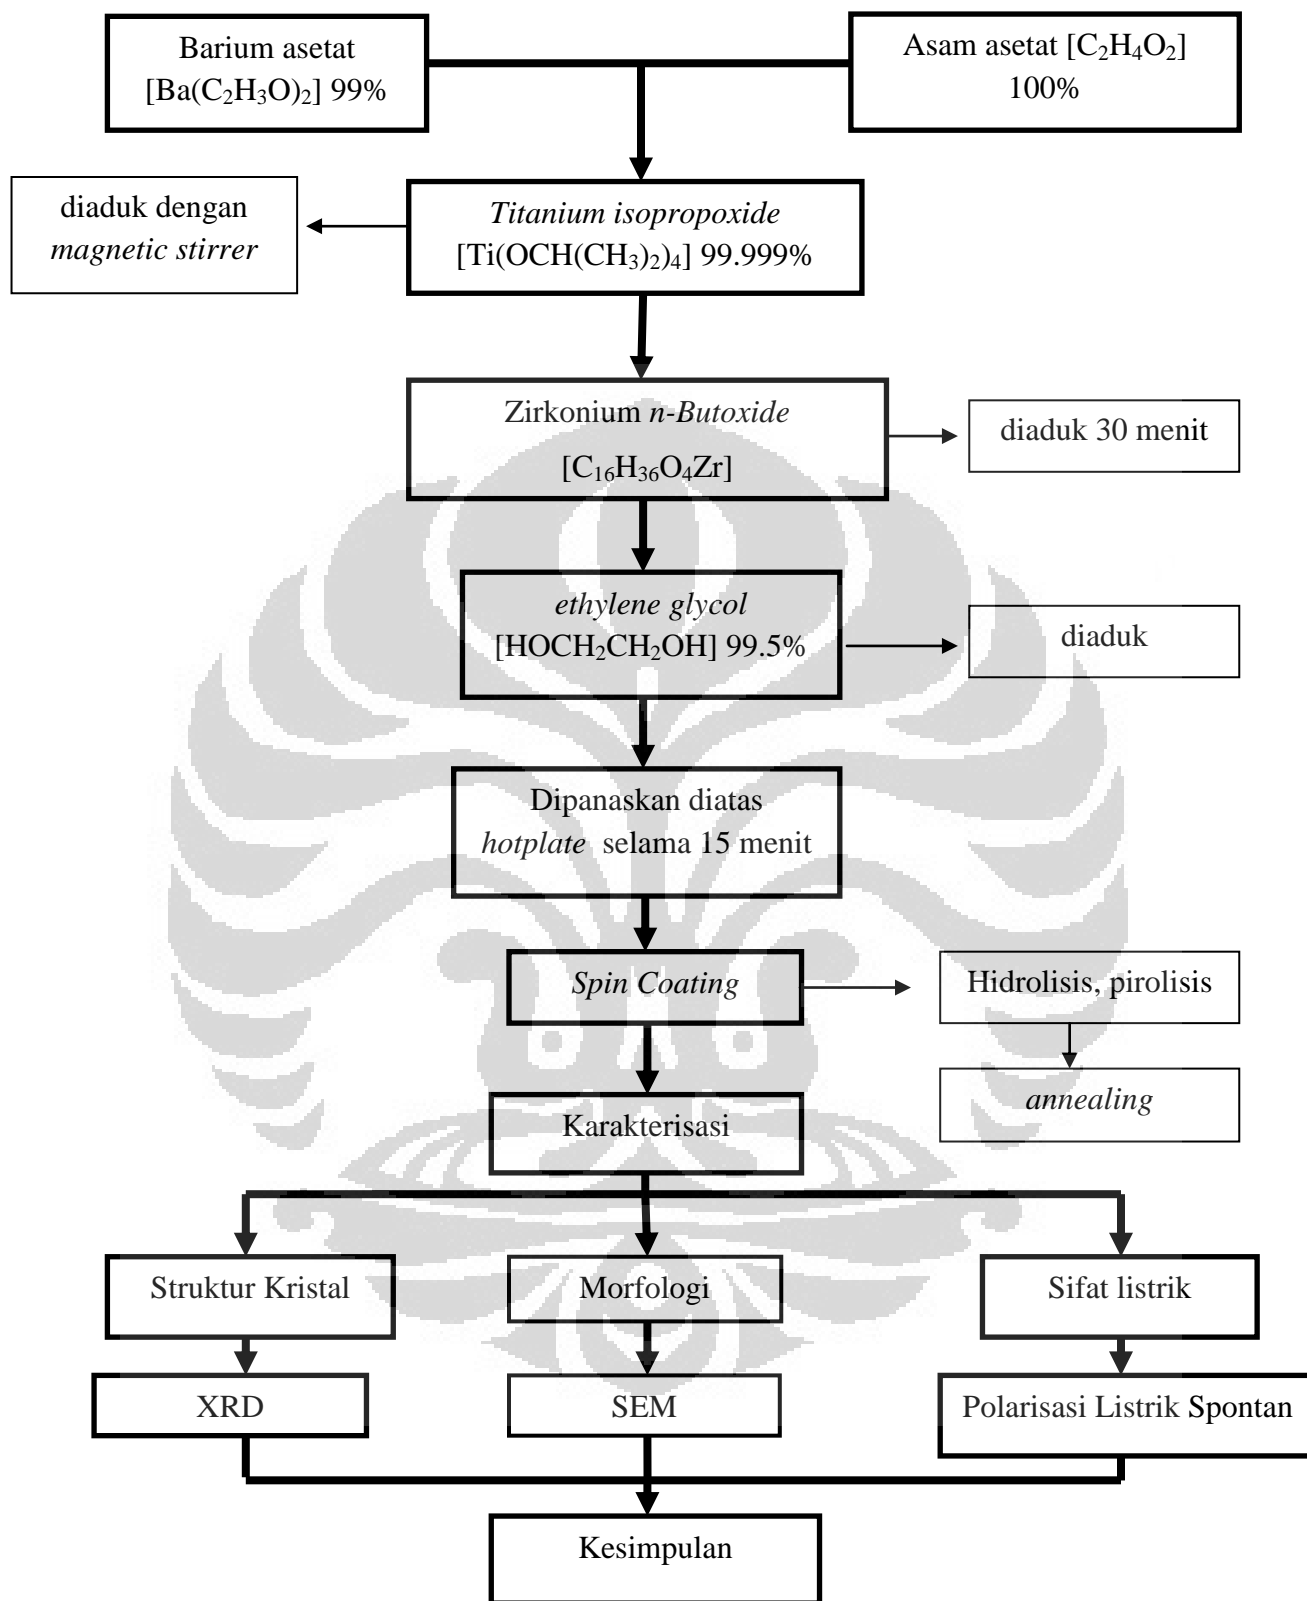 Barium asetat
[Ba(C₂H₃O)₂] 99%
Asam asetat [C₂H₄O₂]
100%
diaduk dengan
magnetic stirrer
Titanium isopropoxide
[Ti(OCH(CH₃)₂)₄] 99.999%
Zirkonium n-Butoxide
[C₁₆H₃₆O₄Zr]
diaduk 30 menit
ethylene glycol
[HOCH₂CH₂OH] 99.5%
diaduk
Dipanaskan diatas
hotplate selama 15 menit
Spin Coating
Hidrolisis, pirolisis
annealing
Karakterisasi
Struktur Kristal
Morfologi
Sifat listrik
XRD
SEM
Polarisasi Listrik Spontan
Kesimpulan